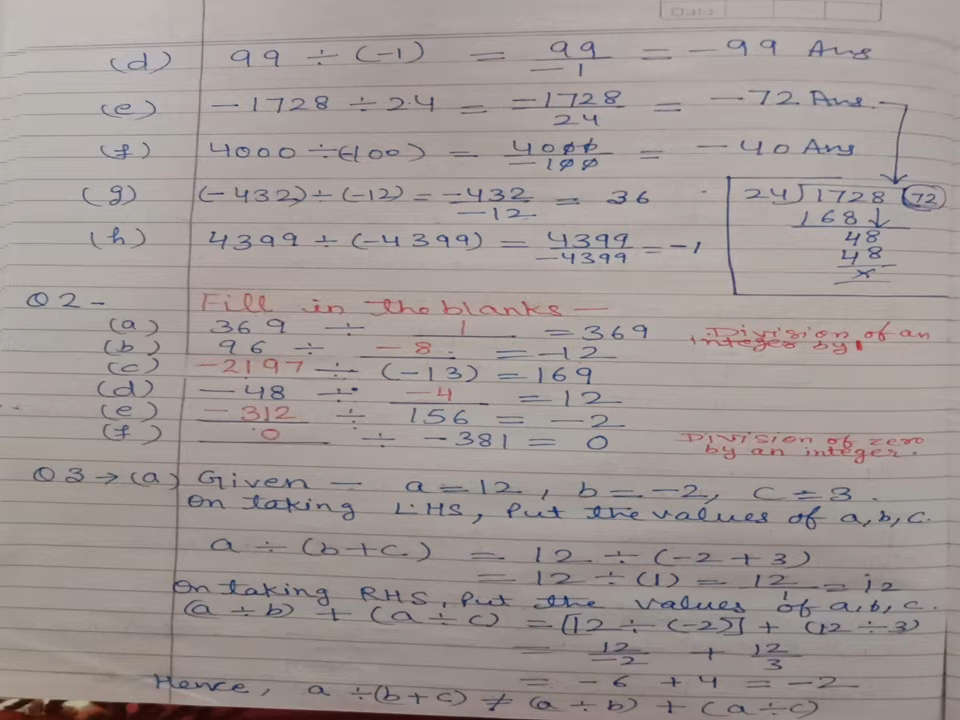 Date
(d) 99 ÷ (-1) = 99/-1 = -99 Ans
(e) -1728 ÷ 24 = -1728/24 = -72 Ans
(f) 4000 ÷ (-100) = 4000/-100 = -40 Ans
(g) (-432) ÷ (-12) = -432/-12 = 36
24) 1728 (72
168↓
48
48
x
(h) 4399 ÷ (-4399) = 4399/-4399 = -1
Q2- Fill in the blanks —
(a) 369 ÷ 1 = 369 Division of an integer by 1
(b) 96 ÷ -8 = -12
(c) -2197 ÷ (-13) = 169
(d) -48 ÷ -4 = 12
(e) -312 ÷ 156 = -2
(f) 0 ÷ -381 = 0 Division of zero by an integer.
Q3 → (a) Given — a = 12, b = -2, c = 3.
On taking LHS, Put the values of a, b, c.
a ÷ (b + c) = 12 ÷ (-2 + 3)
= 12 ÷ (1) = 12/1 = 12
On taking RHS, Put the values of a, b, c.
(a ÷ b) + (a ÷ c) = [12 ÷ (-2)] + (12 ÷ 3)
= 12/-2 + 12/3
= -6 + 4 = -2
Hence, a ÷ (b + c) ≠ (a ÷ b) + (a ÷ c)